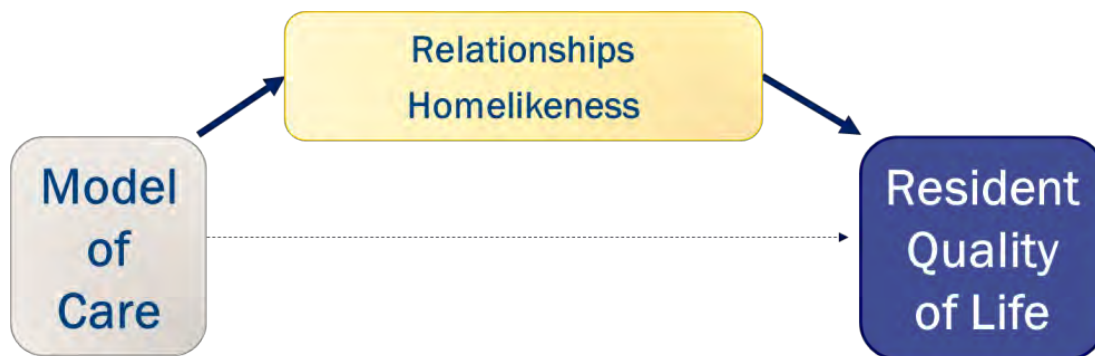 Relationships
Homelikeness
Model
of
Care
Resident
Quality
of Life